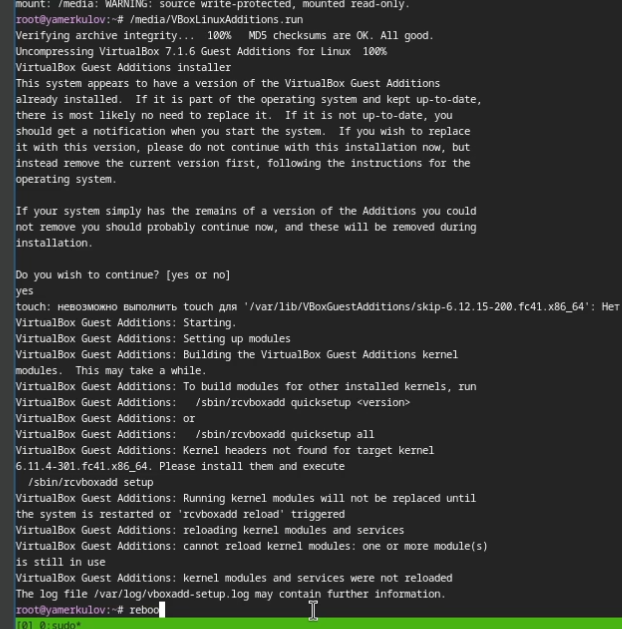 mount: /media: WARNING: source write-protected, mounted read-only.
root@yamerkulov:~# /media/VBoxLinuxAdditions.run
Verifying archive integrity...  100%   MD5 checksums are OK. All good.
Uncompressing VirtualBox 7.1.6 Guest Additions for Linux  100%
VirtualBox Guest Additions installer
This system appears to have a version of the VirtualBox Guest Additions
already installed.  If it is part of the operating system and kept up-to-date,
there is most likely no need to replace it.  If it is not up-to-date, you
should get a notification when you start the system.  If you wish to replace
it with this version, please do not continue with this installation now, but
instead remove the current version first, following the instructions for the
operating system.

If your system simply has the remains of a version of the Additions you could
not remove you should probably continue now, and these will be removed during
installation.

Do you wish to continue? [yes or no]
yes
touch: невозможно выполнить touch для '/var/lib/VBoxGuestAdditions/skip-6.12.15-200.fc41.x86_64': Нет
VirtualBox Guest Additions: Starting.
VirtualBox Guest Additions: Setting up modules
VirtualBox Guest Additions: Building the VirtualBox Guest Additions kernel
modules.  This may take a while.
VirtualBox Guest Additions: To build modules for other installed kernels, run
VirtualBox Guest Additions:   /sbin/rcvboxadd quicksetup <version>
VirtualBox Guest Additions: or
VirtualBox Guest Additions:   /sbin/rcvboxadd quicksetup all
VirtualBox Guest Additions: Kernel headers not found for target kernel
6.11.4-301.fc41.x86_64. Please install them and execute
  /sbin/rcvboxadd setup
VirtualBox Guest Additions: Running kernel modules will not be replaced until
the system is restarted or 'rcvboxadd reload' triggered
VirtualBox Guest Additions: reloading kernel modules and services
VirtualBox Guest Additions: cannot reload kernel modules: one or more module(s)
is still in use
VirtualBox Guest Additions: kernel modules and services were not reloaded
The log file /var/log/vboxadd-setup.log may contain further information.
root@yamerkulov:~# reboo
[0] 0:sudo*